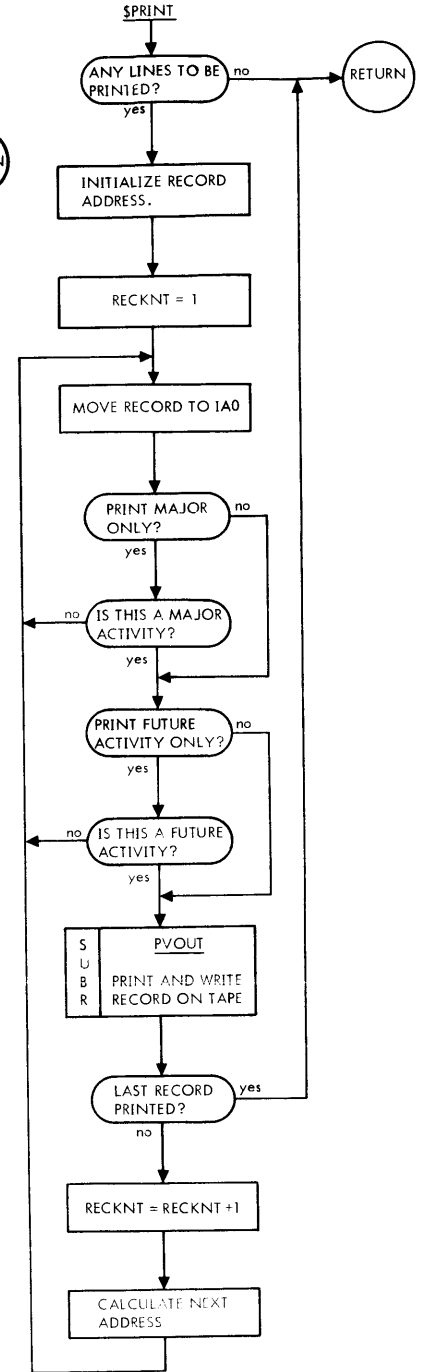 $PRINT
ANY LINES TO BE
PRINTED?
no
RETURN
yes
INITIALIZE RECORD
ADDRESS.
RECKNT = 1
MOVE RECORD TO IA0
PRINT MAJOR
ONLY?
no
yes
no
IS THIS A MAJOR
ACTIVITY?
yes
PRINT FUTURE
ACTIVITY ONLY?
no
yes
no
IS THIS A FUTURE
ACTIVITY?
yes
SUBR
PVOUT
PRINT AND WRITE
RECORD ON TAPE
LAST RECORD
PRINTED?
yes
no
RECKNT = RECKNT +1
CALCULATE NEXT
ADDRESS